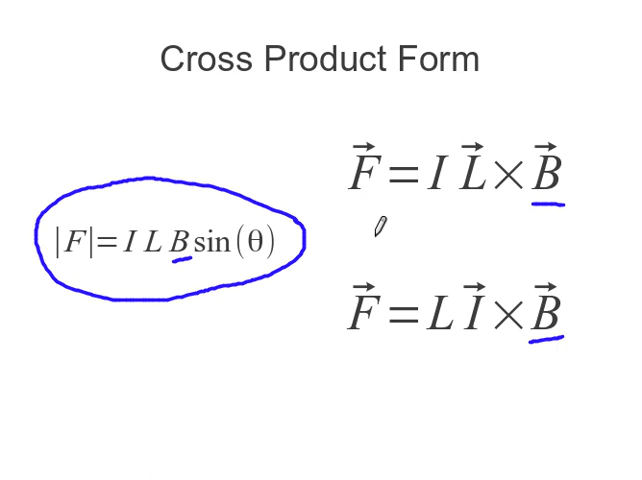 Cross Product Form
F⃗=I L⃗×B⃗
|F|=I L B sin(θ)
F⃗=L I⃗×B⃗